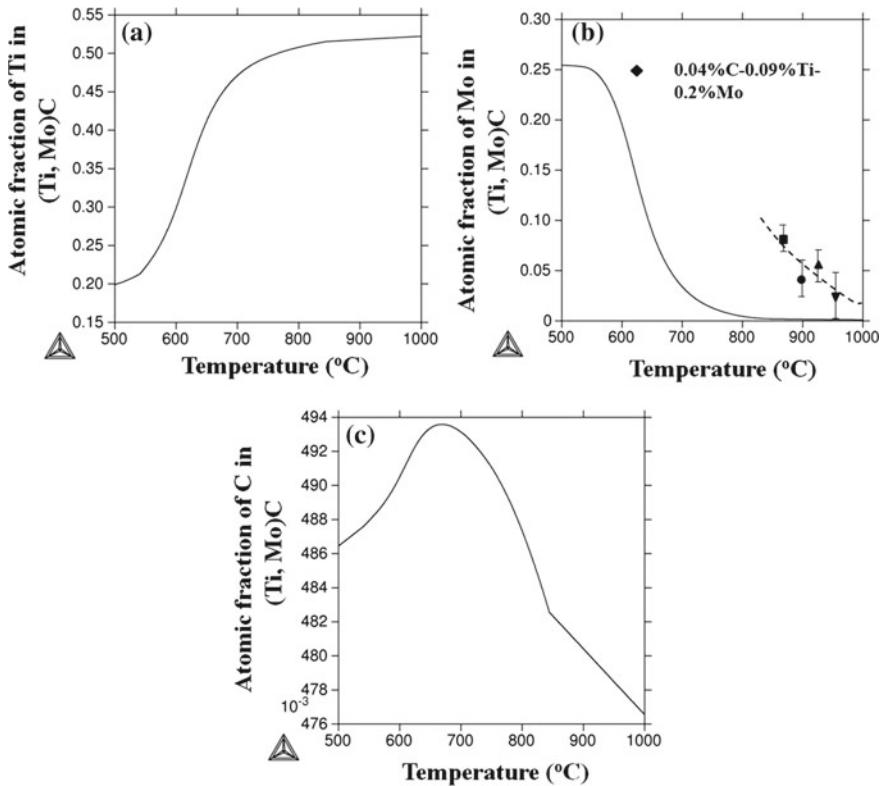 (a)
0.55
0.50
0.45
0.40
0.35
0.30
0.25
0.20
0.15
500 600 700 800 900 1000
Atomic fraction of Ti in
(Ti, Mo)C
Temperature (°C)
(b)
0.30
0.25
0.20
0.15
0.10
0.05
0
500 600 700 800 900 1000
0.04%C-0.09%Ti-
0.2%Mo
Atomic fraction of Mo in
(Ti, Mo)C
Temperature (°C)
(c)
494
492
490
488
486
484
482
480
478
10-3
476
500 600 700 800 900 1000
Atomic fraction of C in
(Ti, Mo)C
Temperature (°C)